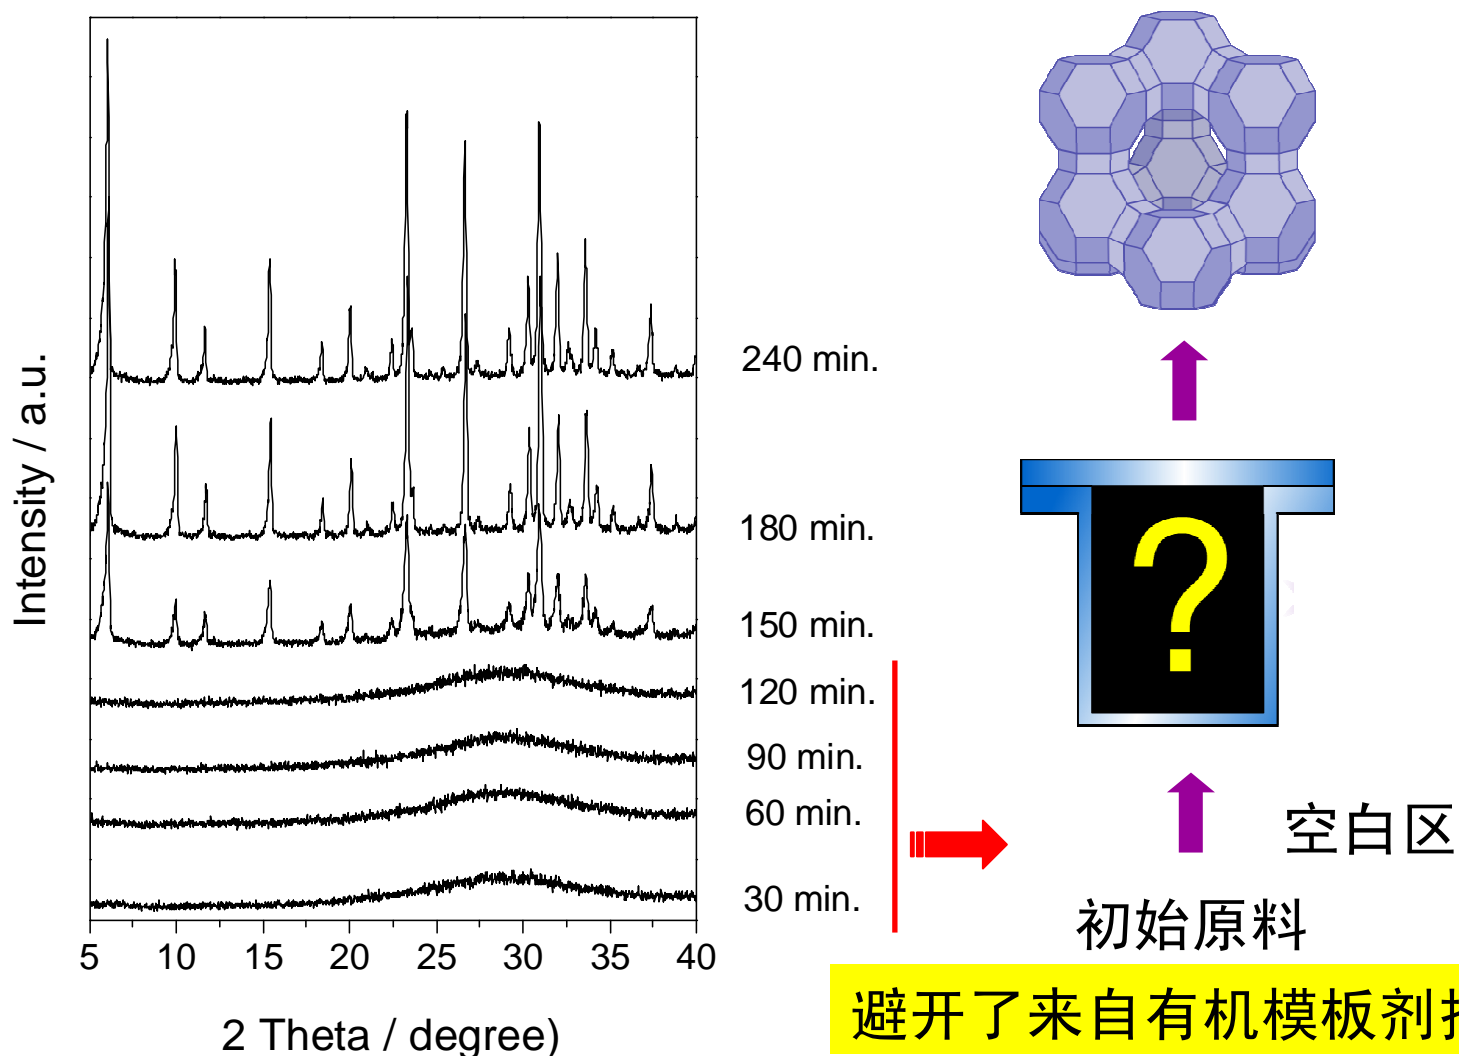 Intensity / a.u.
240 min.
180 min.
150 min.
120 min.
90 min.
60 min.
30 min.
5 10 15 20 25 30 35 40
2 Theta / degree)
?
空白区
初始原料
避开了来自有机模板剂